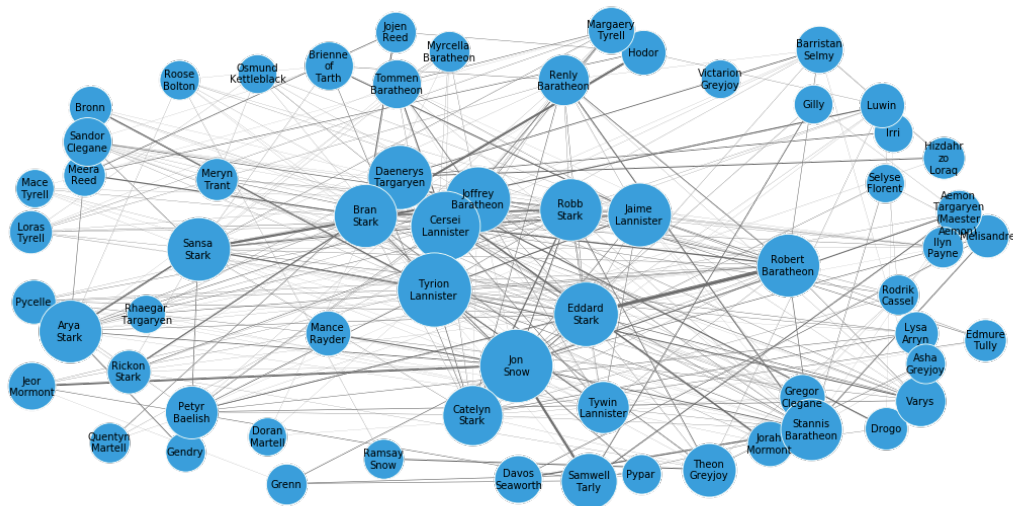 Jojen
Reed
Margaery
Tyrell
Myrcella
Baratheon
Hodor
Barristan
Selmy
Brienne
of
Tarth
Osmund
Kettleblack
Roose
Bolton
Tommen
Baratheon
Renly
Baratheon
Victarion
Greyjoy
Bronn
Gilly
Luwin
Irri
Sandor
Clegane
Meera
Reed
Meryn
Trant
Daenerys
Targaryen
Hizdahr
zo
Loraq
Mace
Tyrell
Selyse
Florent
Joffrey
Baratheon
Bran
Stark
Cersei
Lannister
Robb
Stark
Jaime
Lannister
Aemon
Targaryen
(Maester
Aemon)
Melisandre
Loras
Tyrell
Ilyn
Payne
Sansa
Stark
Robert
Baratheon
Tyrion
Lannister
Pycelle
Rhaegar
Targaryen
Rodrik
Cassel
Eddard
Stark
Arya
Stark
Mance
Rayder
Lysa
Arryn
Edmure
Tully
Asha
Greyjoy
Jon
Snow
Rickon
Stark
Jeor
Mormont
Gregor
Clegane
Varys
Tywin
Lannister
Petyr
Baelish
Catelyn
Stark
Stannis
Baratheon
Drogo
Quentyn
Martell
Doran
Martell
Jorah
Mormont
Gendry
Ramsay
Snow
Theon
Greyjoy
Grenn
Davos
Seaworth
Samwell
Tarly
Pypar